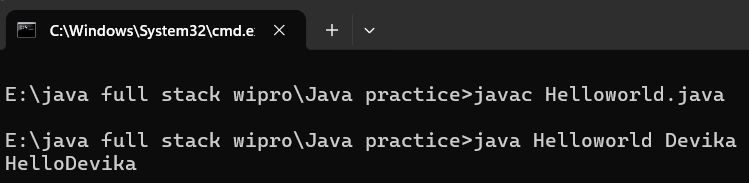 C:\Windows\System32\cmd.e
E:\java full stack wipro\Java practice>javac Helloworld.java
E:\java full stack wipro\Java practice>java Helloworld Devika
HelloDevika